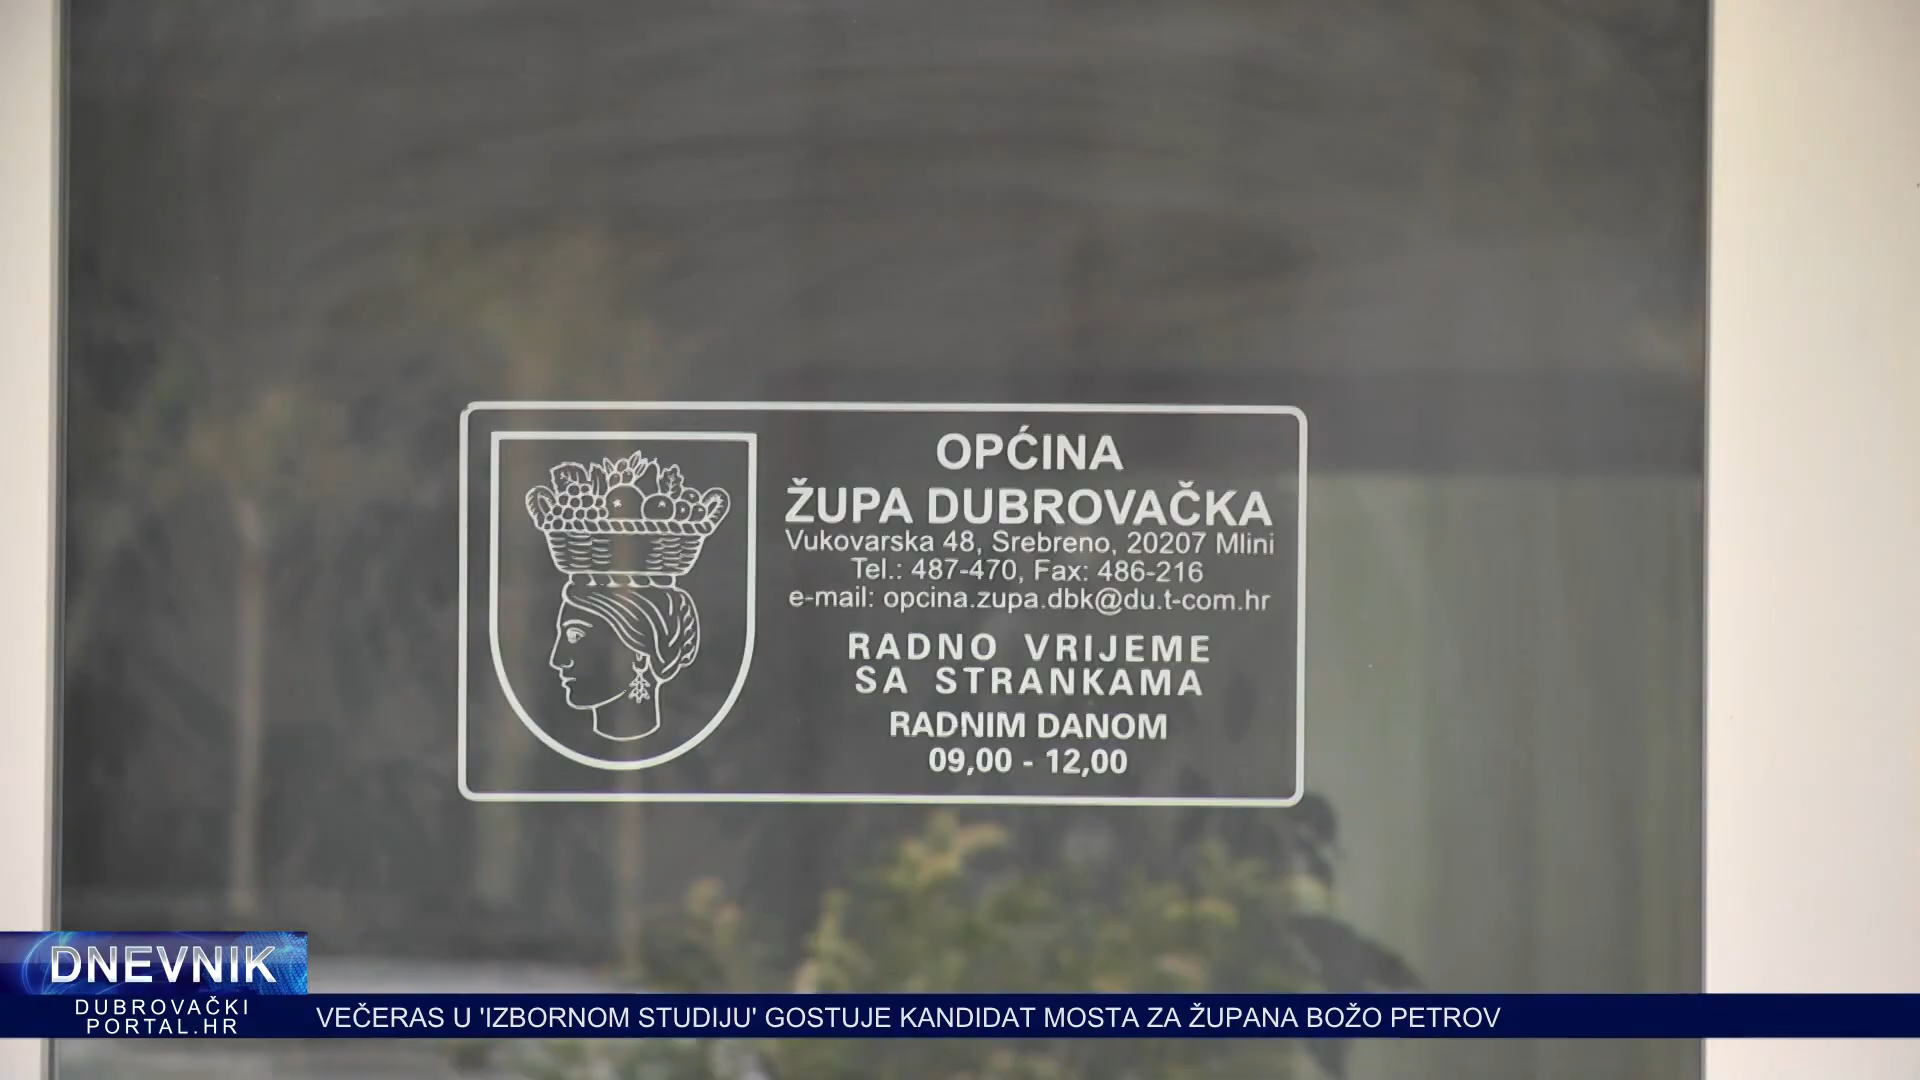 OPĆINA
ŽUPA DUBROVAČKA
Vukovarska 48, Srebreno, 20207 Mlini
Tel.: 487-470, Fax: 486-216
e-mail: opcina.zupa.dbk@du.t-com.hr
RADNO VRIJEME
SA STRANKAMA
RADNIM DANOM
09,00 - 12,00
DNEVNIK
DUBROVAČKI
PORTAL.HR
VEČERAS U 'IZBORNOM STUDIJU' GOSTUJE KANDIDAT MOSTA ZA ŽUPANA BOŽO PETROV